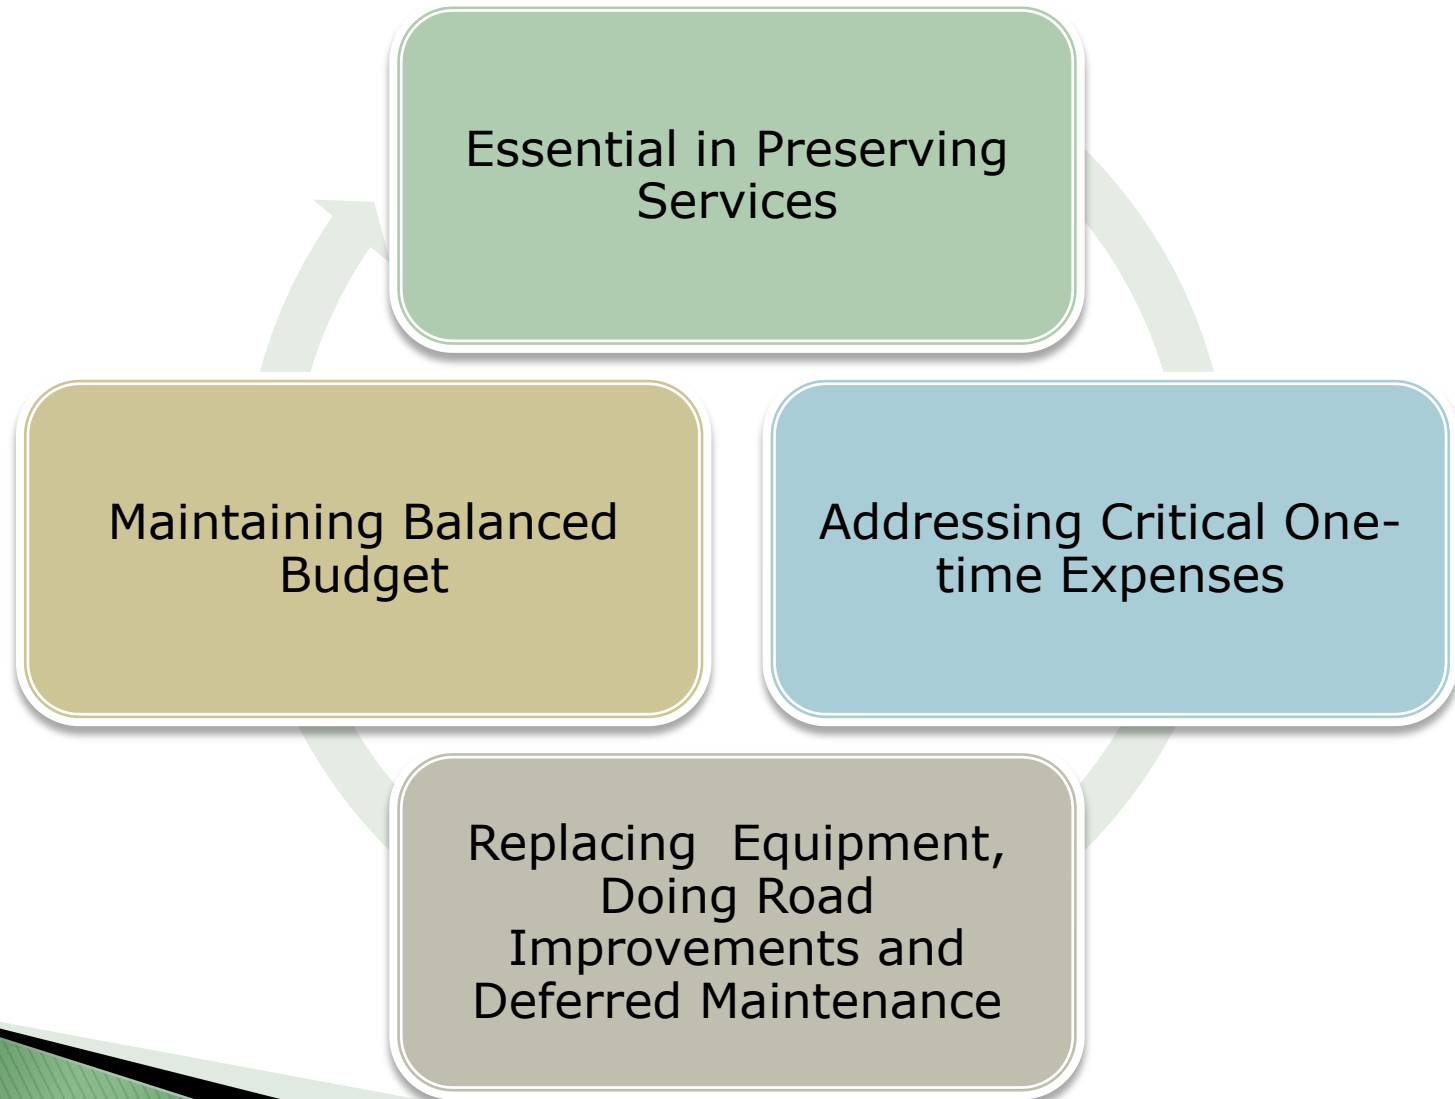 Essential in Preserving
Services
Maintaining Balanced
Budget
Addressing Critical One-
time Expenses
Replacing  Equipment,
Doing Road
Improvements and
Deferred Maintenance